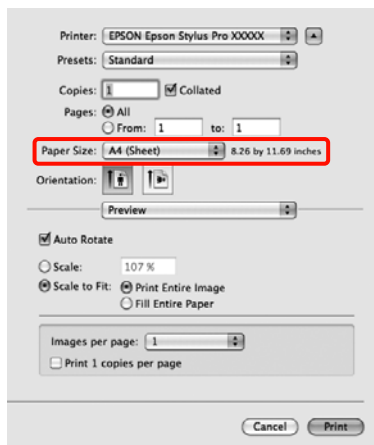 Printer: EPSON Epson Stylus Pro XXXXX
Presets: Standard
Copies: 1 Collated
Pages: All
From: 1 to: 1
Paper Size: A4 (Sheet) 8.26 by 11.69 inches
Orientation:
Preview
Auto Rotate
Scale: 107 %
Scale to Fit: Print Entire Image
Fill Entire Paper
Images per page: 1
Print 1 copies per page
Cancel Print